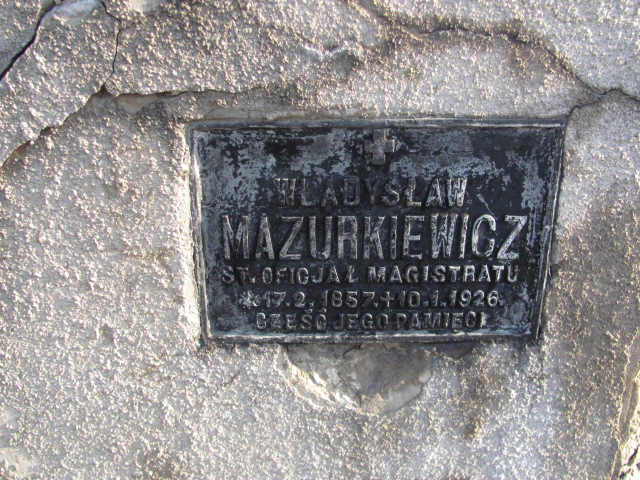 WŁADYSŁAW
MAZURKIEWICZ
ST. OFICJAŁ MAGISTRATU
* 17.2.1857.+10.1.1926.
CZEŚĆ JEGO PAMIĘCI